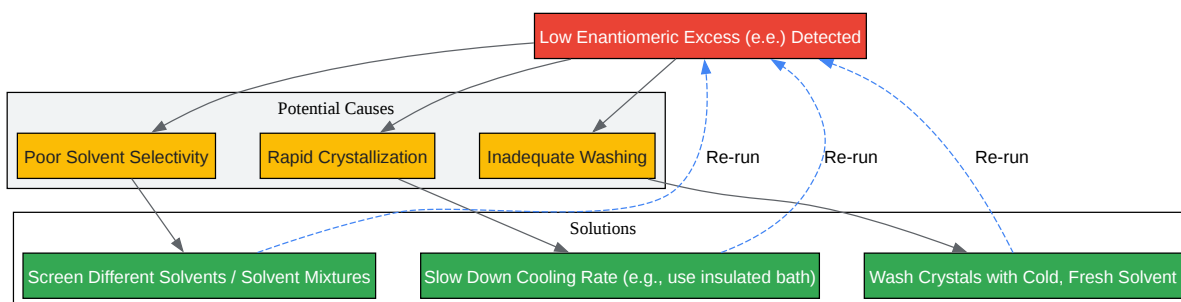 Low Enantiomeric Excess (e.e.) Detected
Potential Causes
Poor Solvent Selectivity
Rapid Crystallization
Inadequate Washing
Re-run
Re-run
Re-run
Solutions
Screen Different Solvents / Solvent Mixtures
Slow Down Cooling Rate (e.g., use insulated bath)
Wash Crystals with Cold, Fresh Solvent